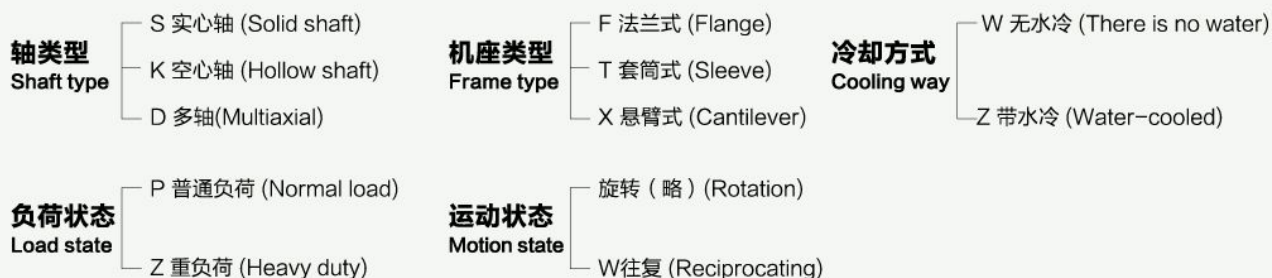 轴类型
Shaft type
S 实心轴 (Solid shaft)
K 空心轴 (Hollow shaft)
D 多轴(Multiaxial)
机座类型
Frame type
F 法兰式 (Flange)
T 套筒式 (Sleeve)
X 悬臂式 (Cantilever)
冷却方式
Cooling way
W 无水冷 (There is no water)
Z 带水冷 (Water-cooled)
负荷状态
Load state
P 普通负荷 (Normal load)
Z 重负荷 (Heavy duty)
运动状态
Motion state
旋转（略）(Rotation)
W往复 (Reciprocating)